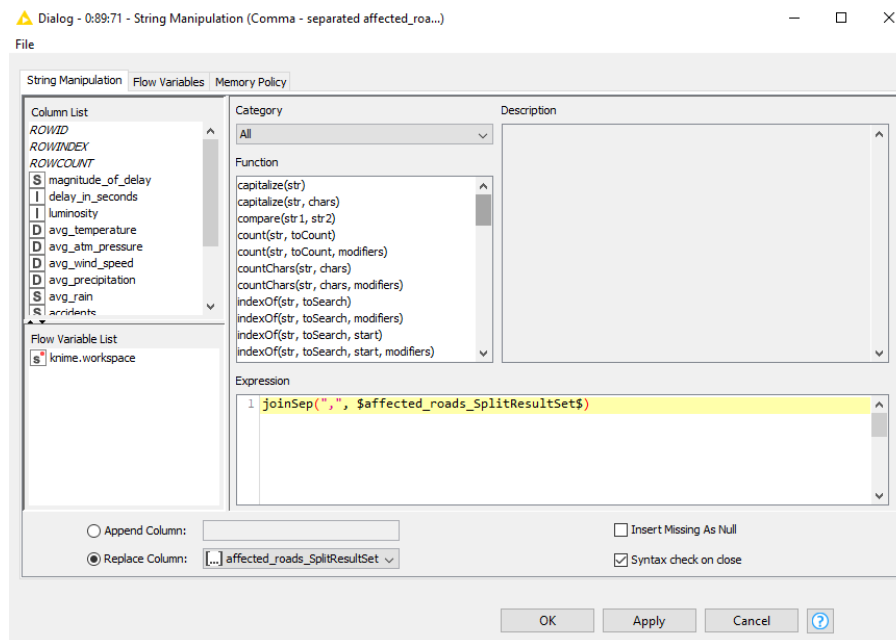 Dialog - 0:89:71 - String Manipulation (Comma - separated affected_roa...)
File
String Manipulation
Flow Variables
Memory Policy
Column List
ROWID
ROWINDEX
ROWCOUNT
S magnitude_of_delay
I delay_in_seconds
I luminosity
D avg_temperature
D avg_atm_pressure
D avg_wind_speed
D avg_precipitation
S avg_rain
S accidents
Flow Variable List
s knime.workspace
Category
All
Function
capitalize(str)
capitalize(str, chars)
compare(str1, str2)
count(str, toCount)
count(str, toCount, modifiers)
countChars(str, chars)
countChars(str, chars, modifiers)
indexOf(str, toSearch)
indexOf(str, toSearch, modifiers)
indexOf(str, toSearch, start)
indexOf(str, toSearch, start, modifiers)
Description
Expression
1 joinSep(",", $affected_roads_SplitResultSet$)
Append Column:
Replace Column: [...] affected_roads_SplitResultSet
Insert Missing As Null
Syntax check on close
OK
Apply
Cancel
?